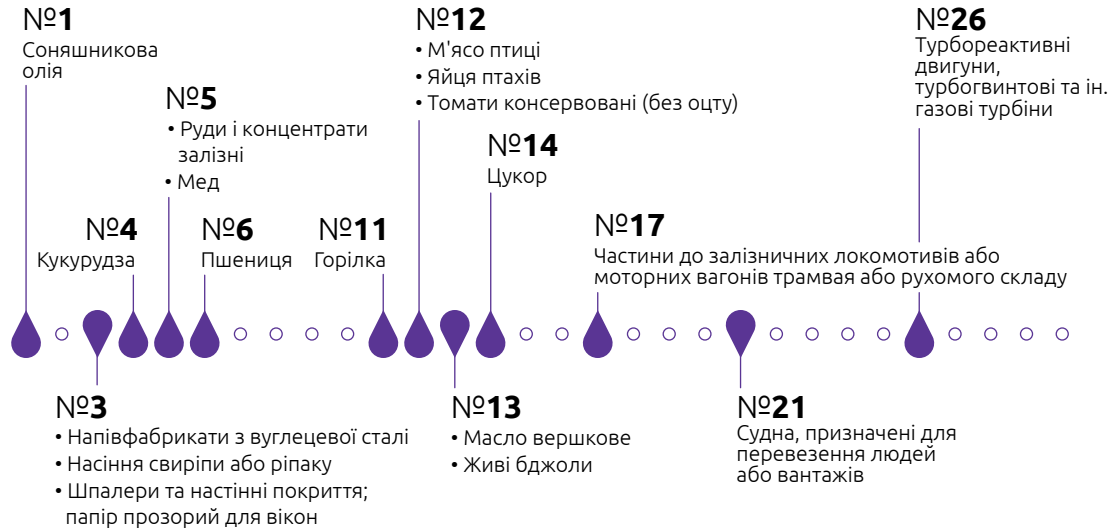 №1
Соняшникова
олія
№5
• Руди і концентрати
залізні
• Мед
№12
• М'ясо птиці
• Яйця птахів
• Томати консервовані (без оцту)
№14
Цукор
№26
Турбореактивні
двигуни,
турбогвинтові та ін.
газові турбіни
№4
Кукурудза
№6
Пшениця
№11
Горілка
№17
Частини до залізничних локомотивів або
моторних вагонів трамвая або рухомого складу
№3
• Напівфабрикати з вуглецевої сталі
• Насіння свиріпи або ріпаку
• Шпалери та настінні покриття;
папір прозорий для вікон
№13
• Масло вершкове
• Живі бджоли
№21
Судна, призначені для
перевезення людей
або вантажів